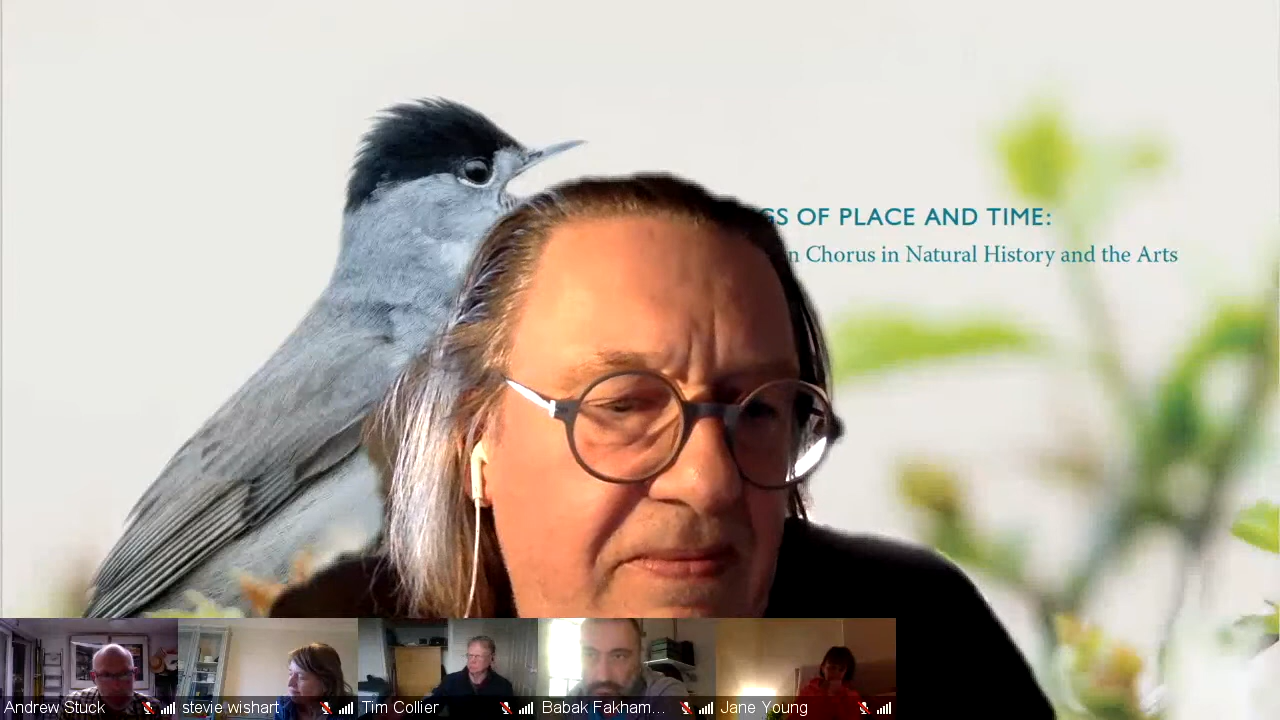 GS OF PLACE AND TIME:
n Chorus in Natural History and the Arts
Andrew Stuck
stevie wishart
Tim Collier
Babak Fakham...
Jane Young